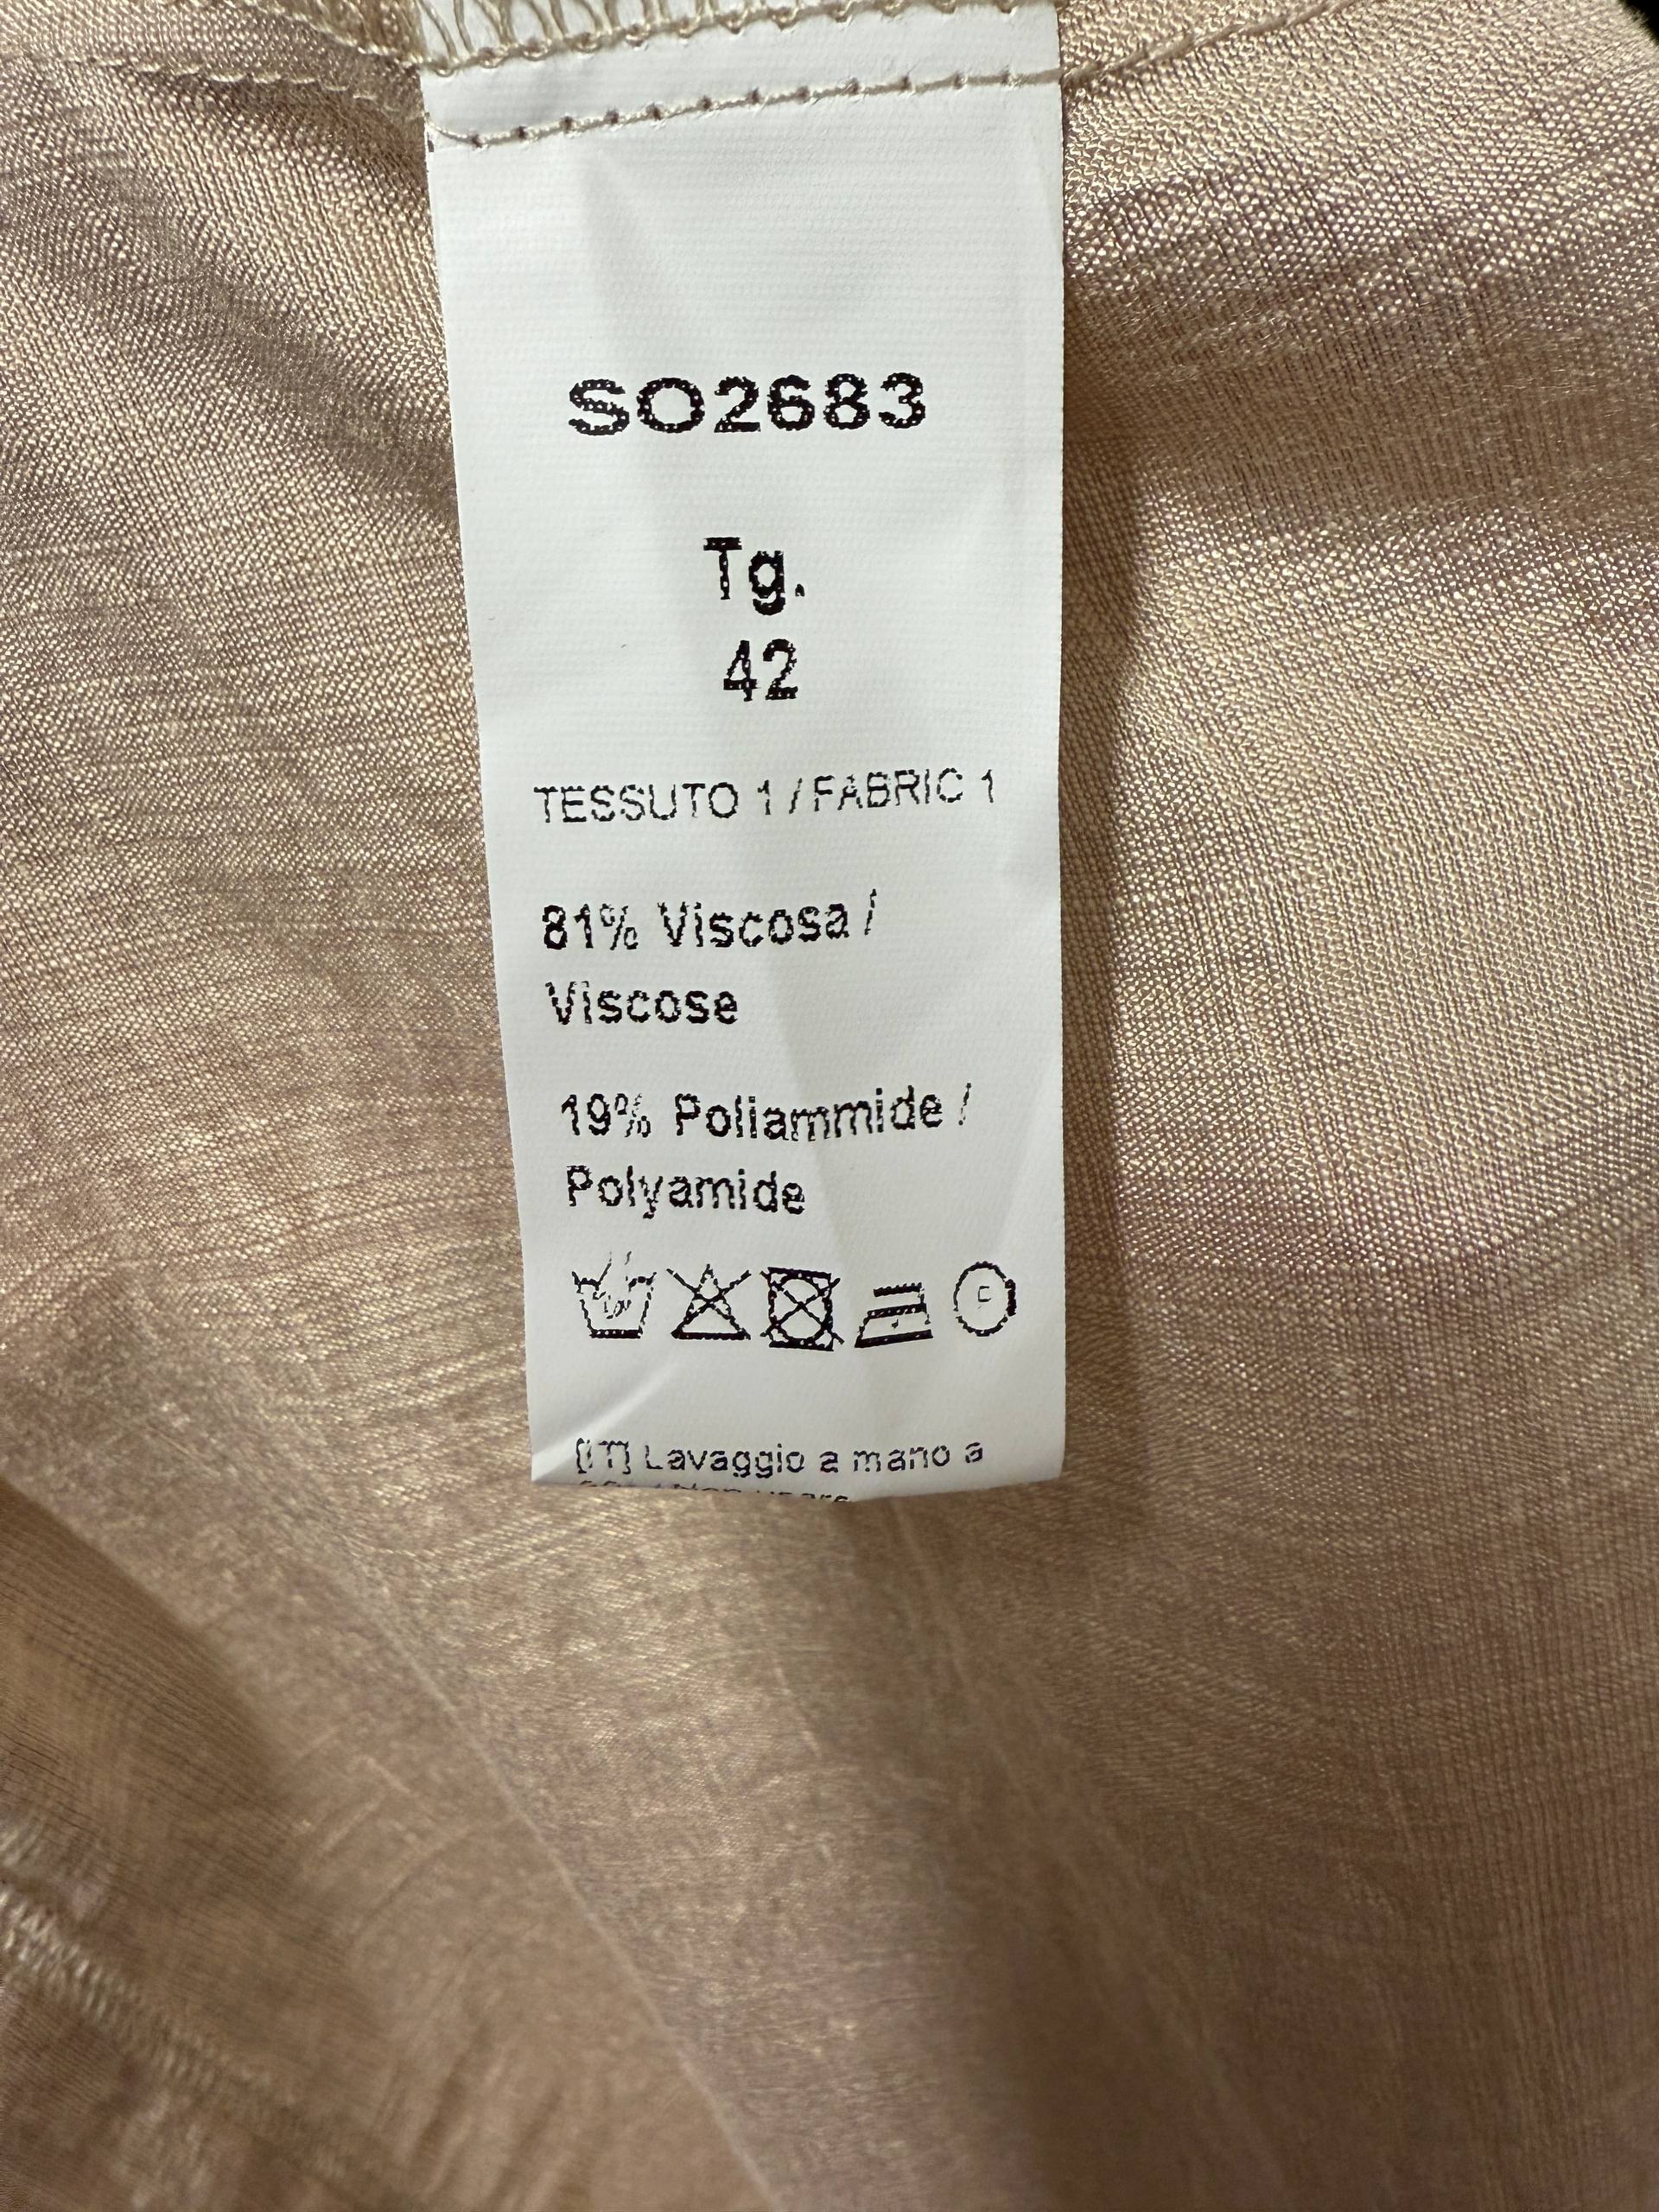 SO2683
Tg.
42
TESSUTO 1 / FABRIC 1
81% Viscosa /
Viscose
19% Poliammide /
Polyamide
[IT] Lavaggio a mano a